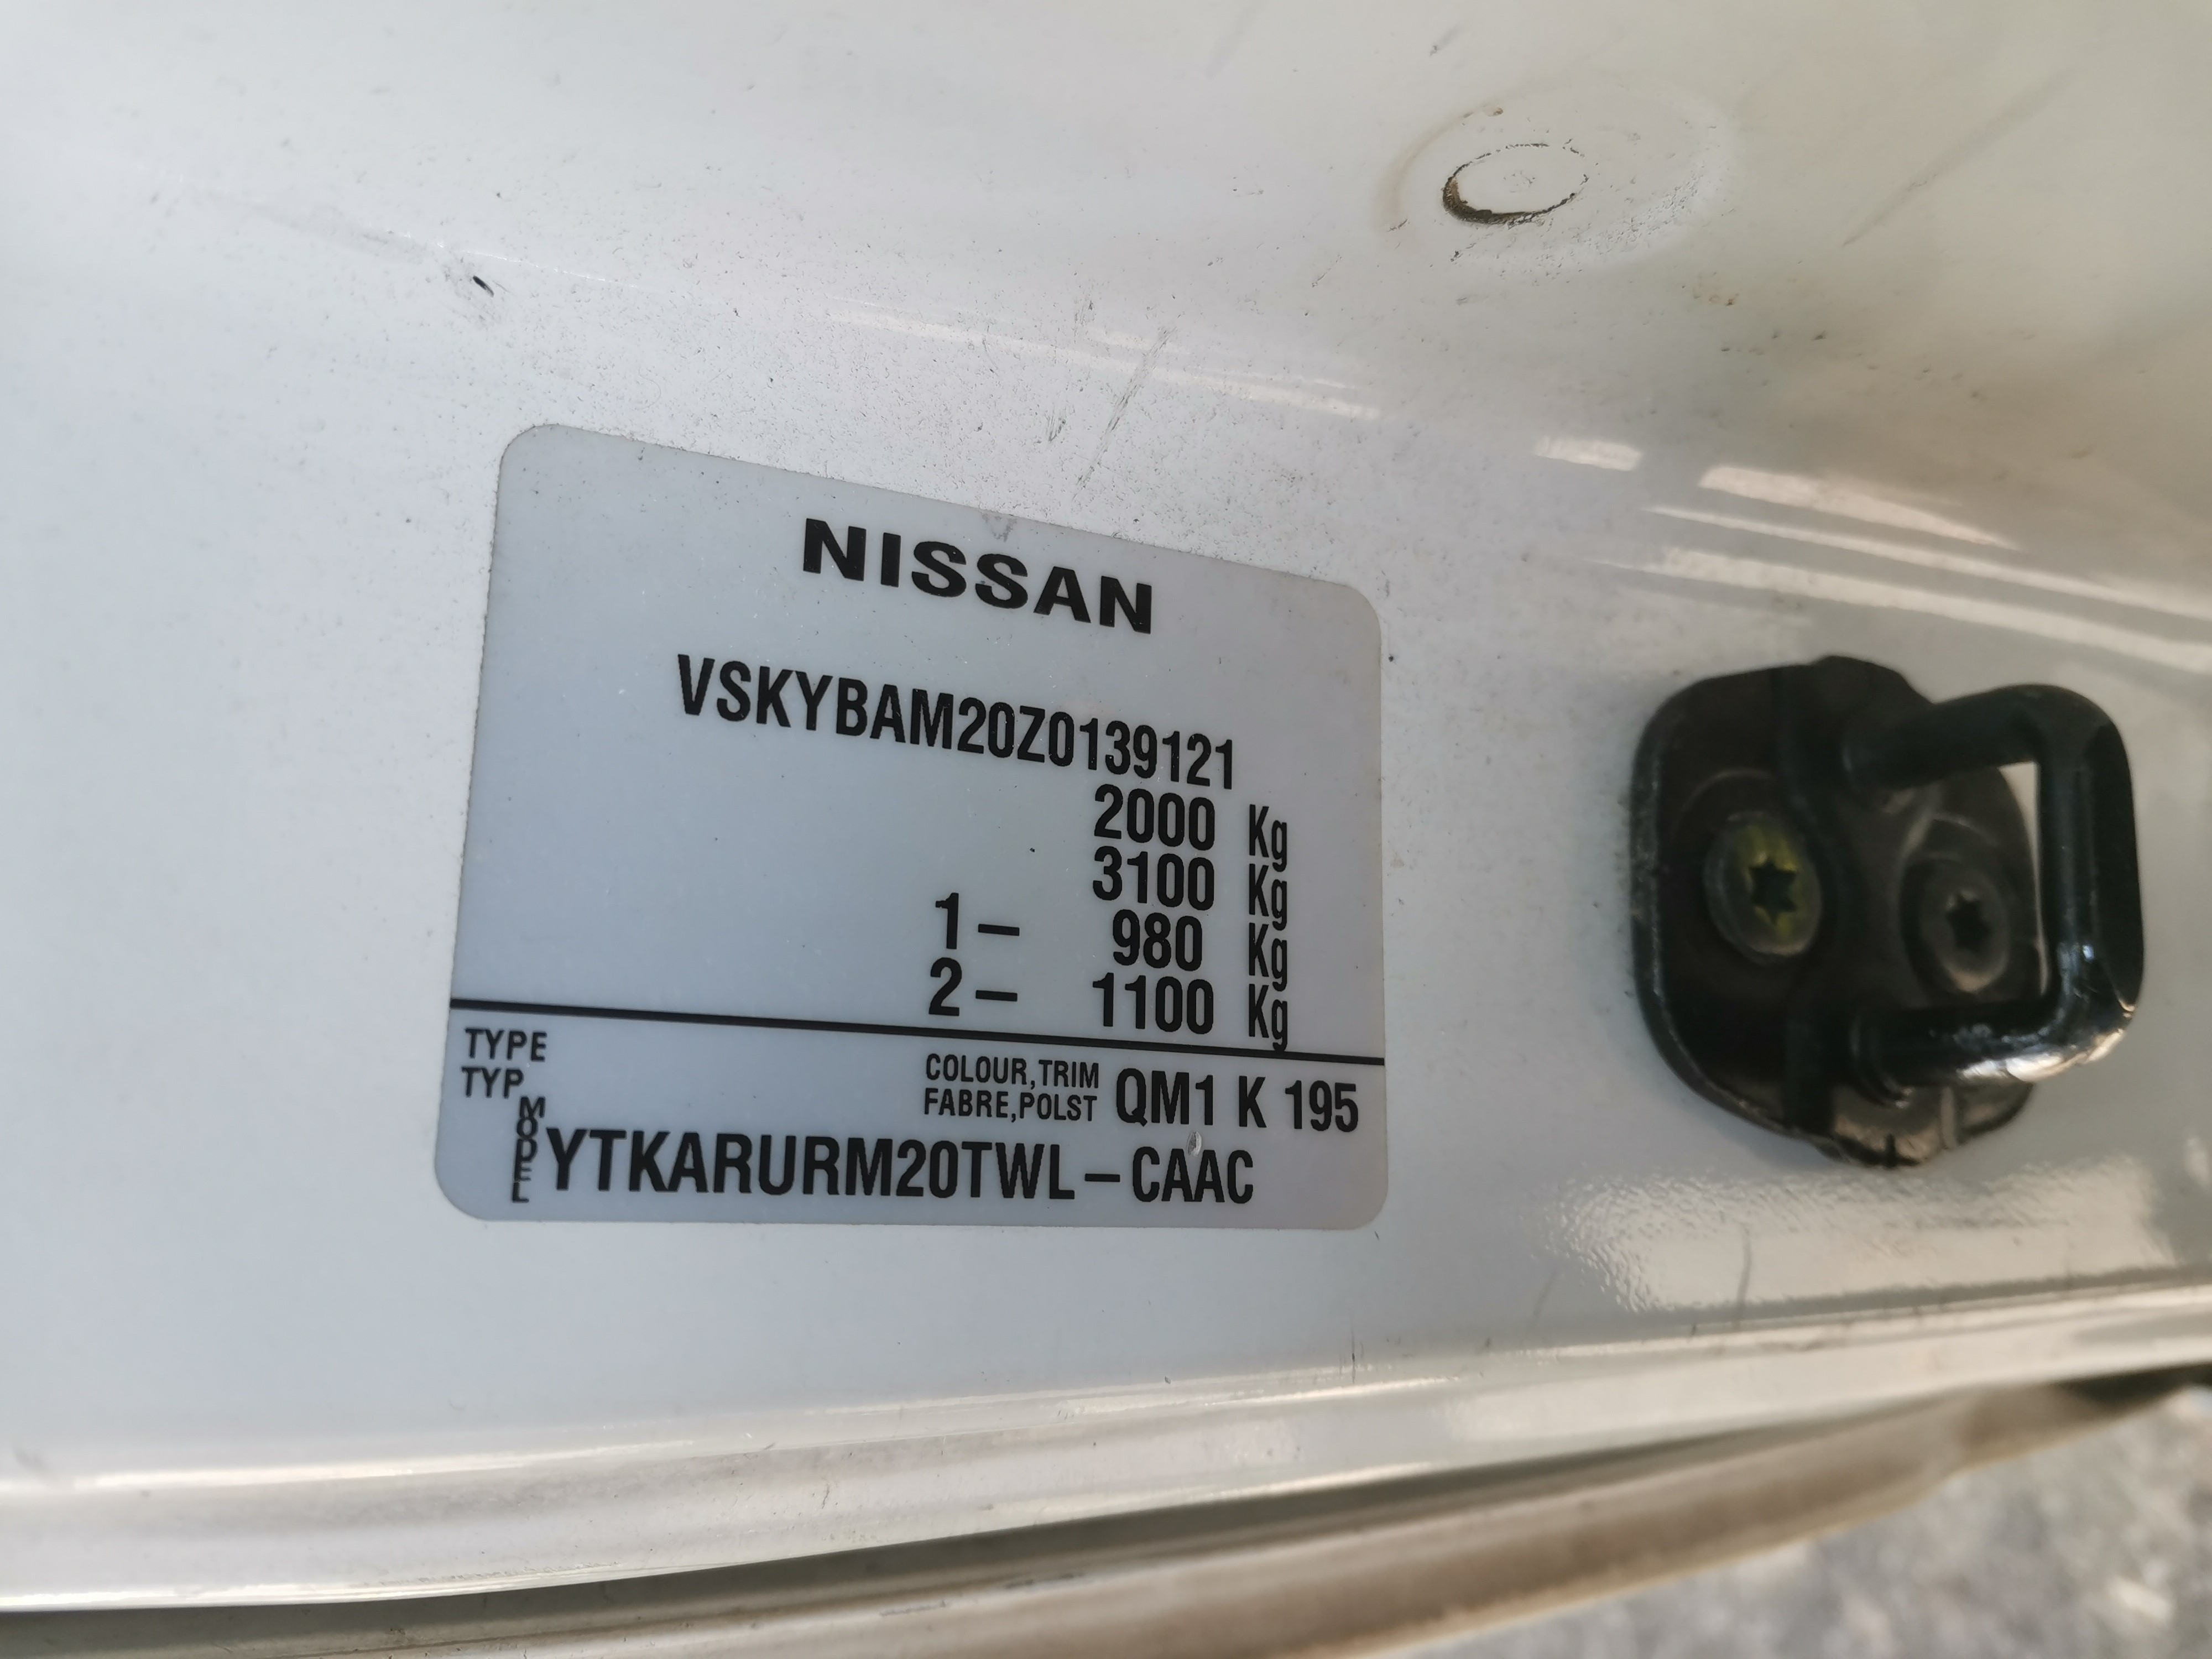 NISSAN
VSKYBAM20Z0139121
2000 Kg
3100 Kg
1– 980 Kg
2– 1100 Kg
TYPE
TYP
COLOUR,TRIM
FABRE,POLST
QM1 K 195
MODEL
YTKARURM20TWL–CAAC